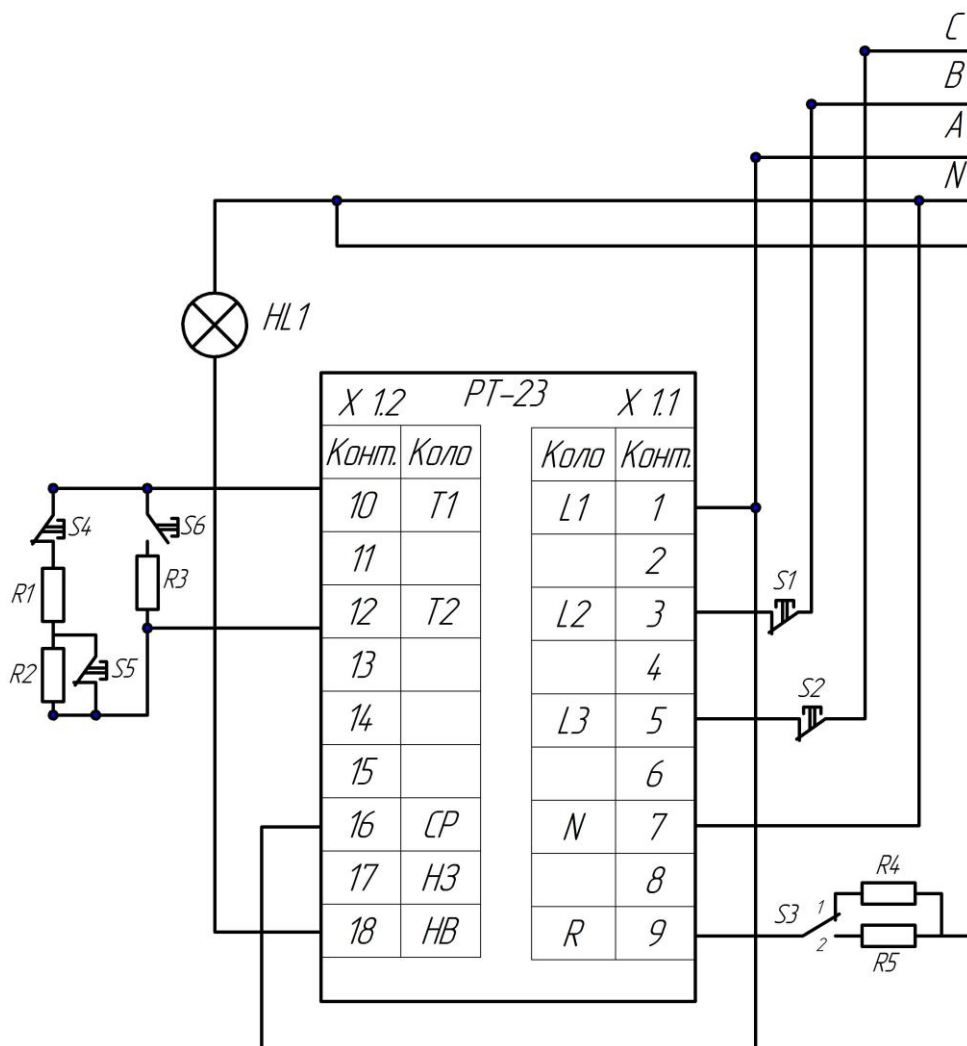 C
B
A
N
HL1
PT-23
X 1.2
X 1.1
Конт. Коло
Коло Конт.
10 T1
L1 1
11
2
12 T2
L2 3
13
4
14
L3 5
15
6
16 CP
N 7
17 НЗ
8
18 НВ
R 9
S4
S6
R1
R3
R2
S5
S1
S2
S3
1
2
R4
R5